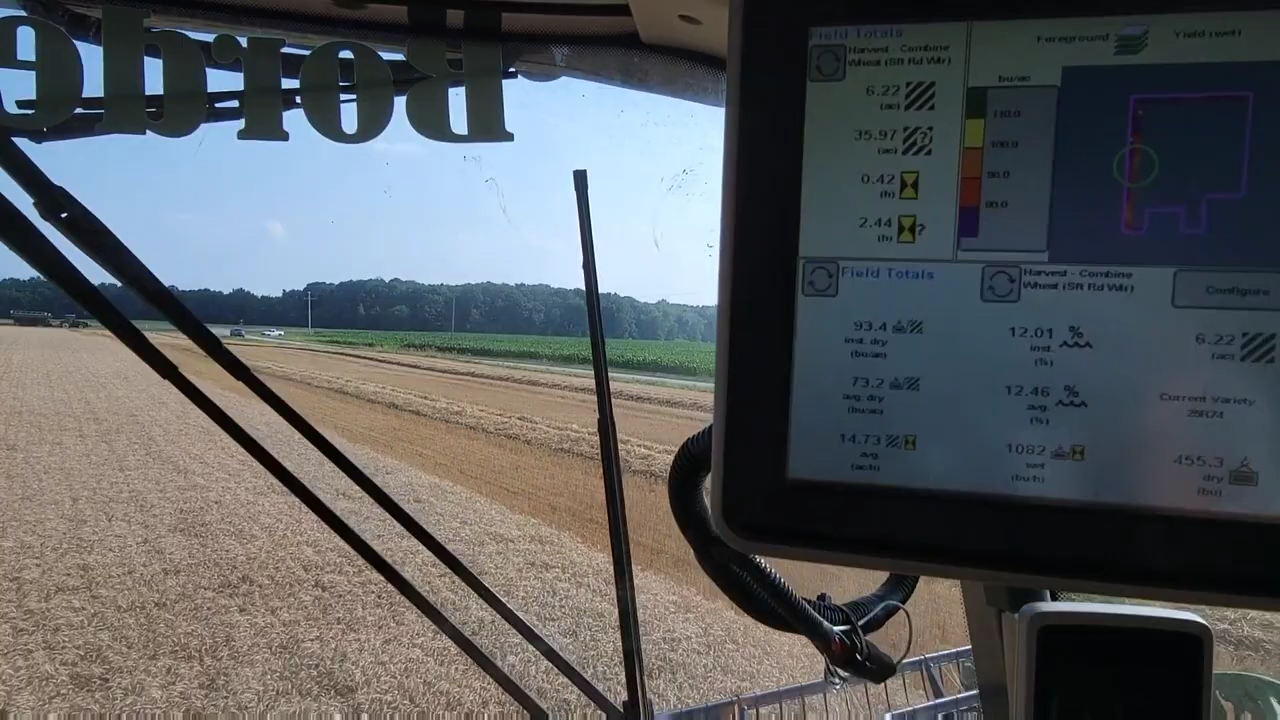 Borde
Field Totals
Harvest - Combine
Wheat (Sft Rd Wtr)
6.22
(ac)
35.97
(ac)
0.42
(h)
2.44
(h)
?
Foreground
Yield (wet)
bu/ac
110.0
100.0
90.0
80.0
Field Totals
Harvest - Combine
Wheat (Sft Rd Wtr)
Configure
93.4
inst. dry
(bu/ac)
73.2
avg. dry
(bu/ac)
14.73
avg.
(ac/h)
12.01 %
inst.
(%)
12.46 %
avg.
(%)
1082
wet
(bu/h)
6.22
(ac)
Current Variety
25R74
455.3
dry
(bu)